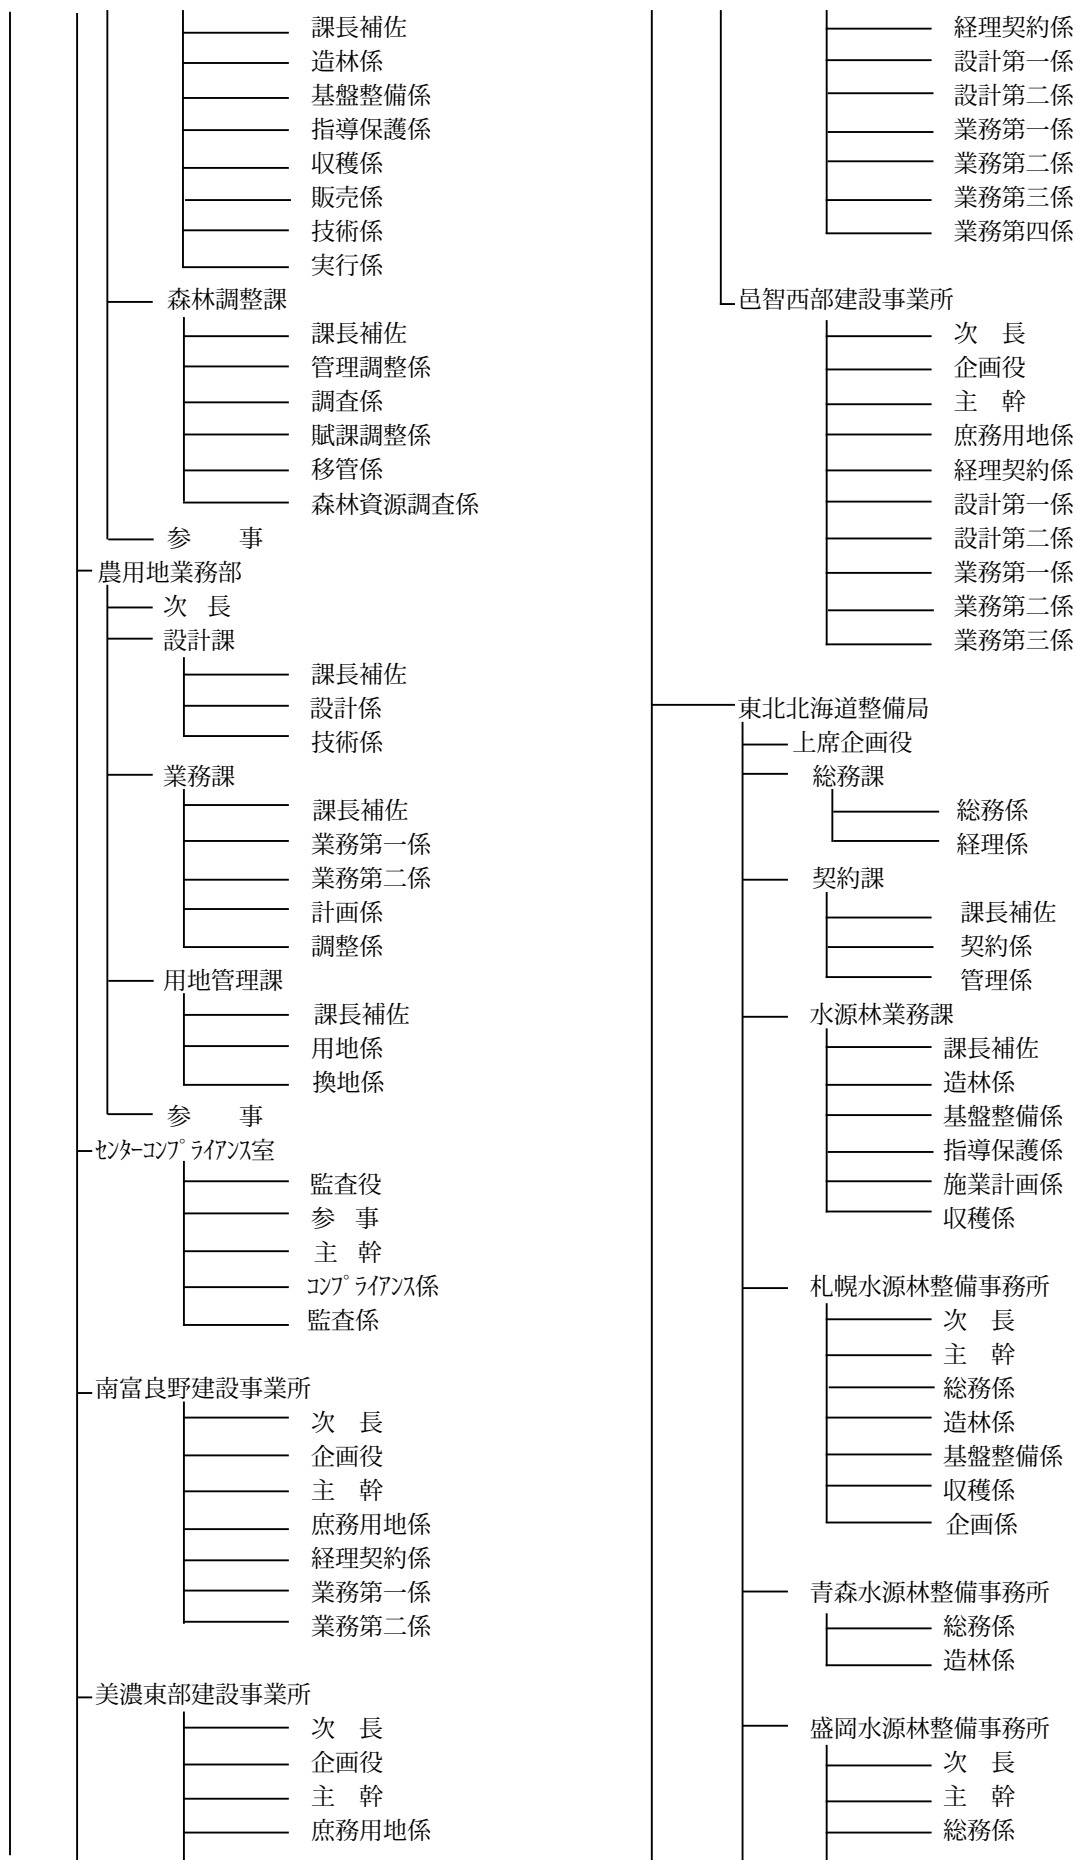 課長補佐
造林係
基盤整備係
指導保護係
収穫係
販売係
技術係
実行係
森林調整課
課長補佐
管理調整係
調査係
賦課調整係
移管係
森林資源調査係
参　　事
農用地業務部
次　長
設計課
課長補佐
設計係
技術係
業務課
課長補佐
業務第一係
業務第二係
計画係
調整係
用地管理課
課長補佐
用地係
換地係
参　　事
ｾﾝﾀｰｺﾝﾌﾟﾗｲｱﾝｽ室
監査役
参　事
主　幹
ｺﾝﾌﾟﾗｲｱﾝｽ係
監査係
南富良野建設事業所
次　長
企画役
主　幹
庶務用地係
経理契約係
業務第一係
業務第二係
美濃東部建設事業所
次　長
企画役
主　幹
庶務用地係
経理契約係
設計第一係
設計第二係
業務第一係
業務第二係
業務第三係
業務第四係
邑智西部建設事業所
次　長
企画役
主　幹
庶務用地係
経理契約係
設計第一係
設計第二係
業務第一係
業務第二係
業務第三係
東北北海道整備局
上席企画役
総務課
総務係
経理係
契約課
課長補佐
契約係
管理係
水源林業務課
課長補佐
造林係
基盤整備係
指導保護係
施業計画係
収穫係
札幌水源林整備事務所
次　長
主　幹
総務係
造林係
基盤整備係
収穫係
企画係
青森水源林整備事務所
総務係
造林係
盛岡水源林整備事務所
次　長
主　幹
総務係